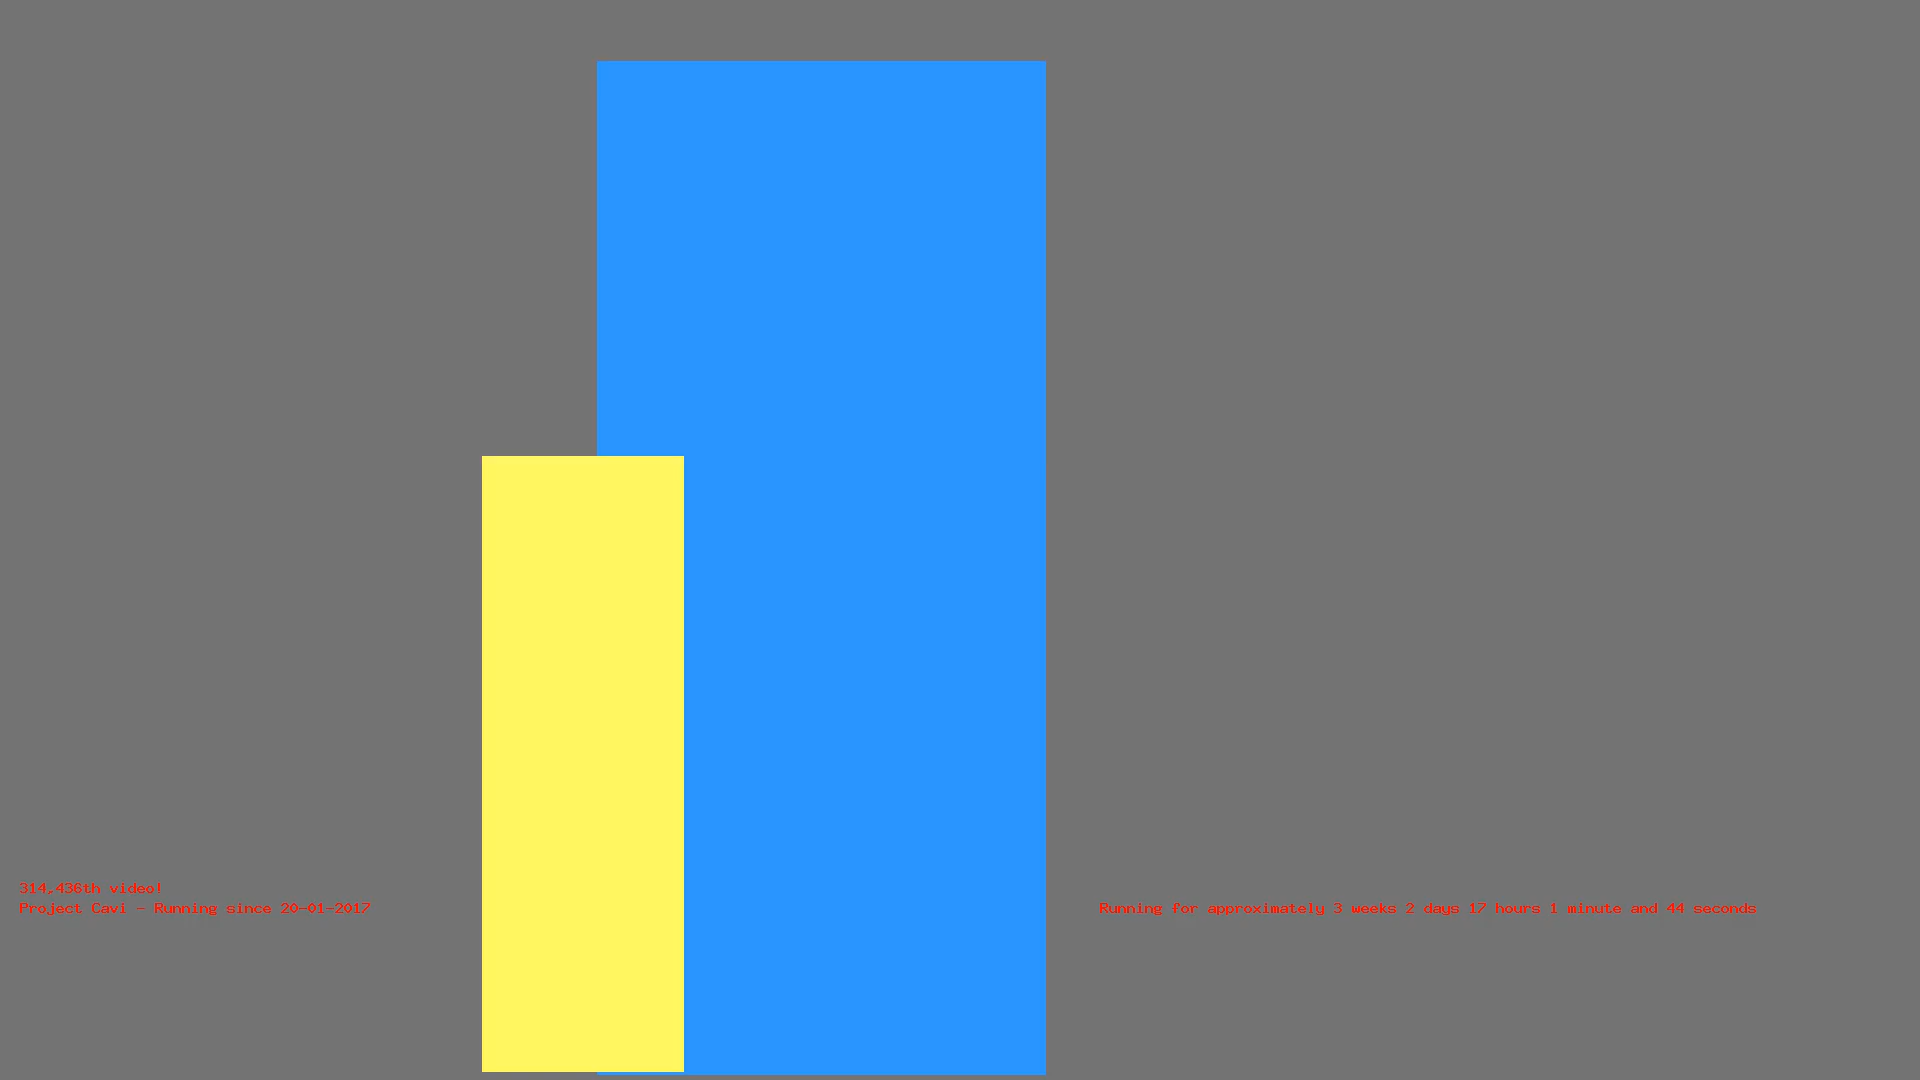 314,436th video!
Project Cavi - Running since 20-01-2017
Running for approximately 3 weeks 2 days 17 hours 1 minute and 44 seconds